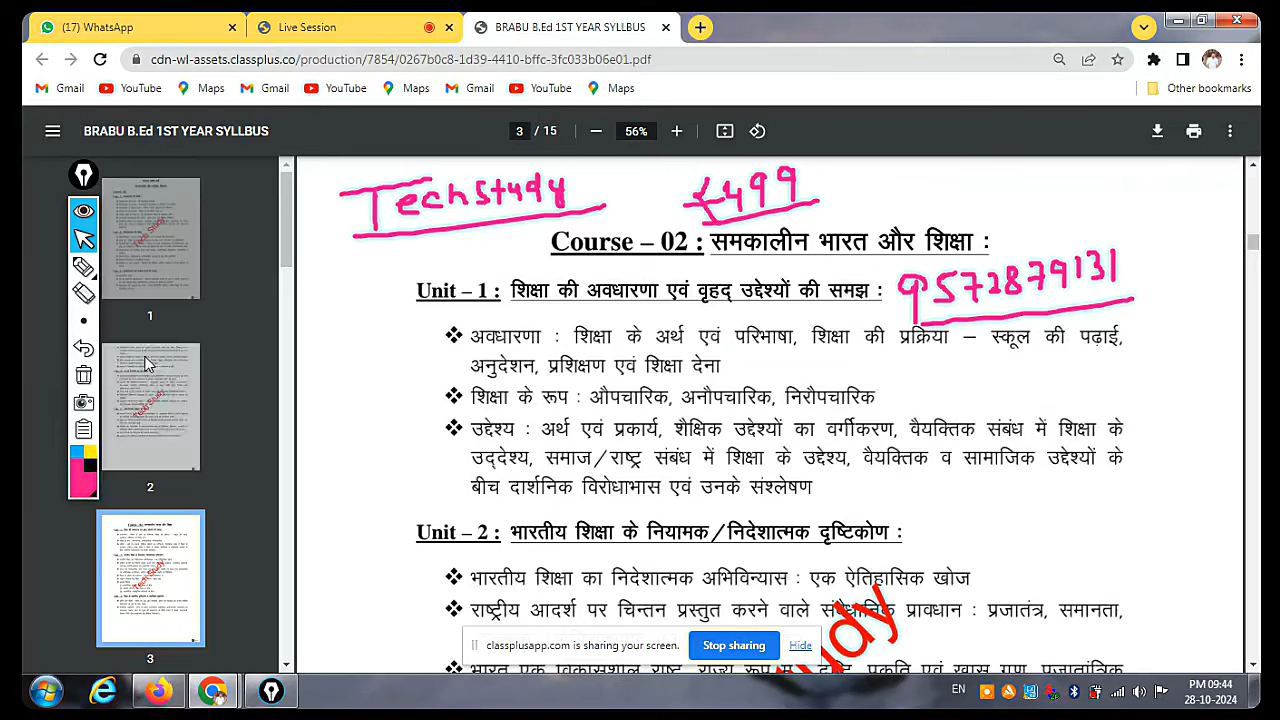 (17) WhatsApp
Live Session
BRABU B.Ed 1ST YEAR SYLLBUS
cdn-wl-assets.classplus.co/production/7854/0267b0c8-1d39-4410-bffc-3fc033b06e01.pdf
Gmail YouTube Maps Gmail YouTube Maps Gmail YouTube Maps Other bookmarks
BRABU B.Ed 1ST YEAR SYLLBUS
3 / 15
56%
Techstudy ₹499
Course – 02 : समकालीन भारत और शिक्षा :
9572879131
Unit – 1 : शिक्षा की अवधारणा एवं वृहद् उद्देश्यों की समझ :
❖ अवधारणा : शिक्षा के अर्थ एवं परिभाषा, शिक्षा की प्रक्रिया – स्कूल की पढ़ाई,
अनुदेशन, प्रशिक्षण एवं शिक्षा देना
❖ शिक्षा के रूप : औपचारिक, अनौपचारिक, निरौपचारिक
❖ उद्देश्य : अर्थ एवं प्रकार्य, शैक्षिक उद्देश्यों का वर्गीकरण, वैयक्तिक संबंध में शिक्षा के
उद्देश्य, समाज/राष्ट्र संबंध में शिक्षा के उद्देश्य, वैयक्तिक व सामाजिक उद्देश्यों के
बीच दार्शनिक विरोधाभास एवं उनके संश्लेषण
Unit – 2 : भारतीय शिक्षा के नियामक/निदेशात्मक दृष्टिकोण :
❖ भारतीय शिक्षा का निदेशात्मक अभिविन्यास : एक ऐतिहासिक खोज
❖ राष्ट्रीय आदर्श पर चिन्तन प्रस्तुत करने वाले संवैधानिक प्रावधान : प्रजातंत्र, समानता,
study
classplusapp.com is sharing your screen. Stop sharing Hide
1
2
3
EN
PM 09:44
28-10-2024